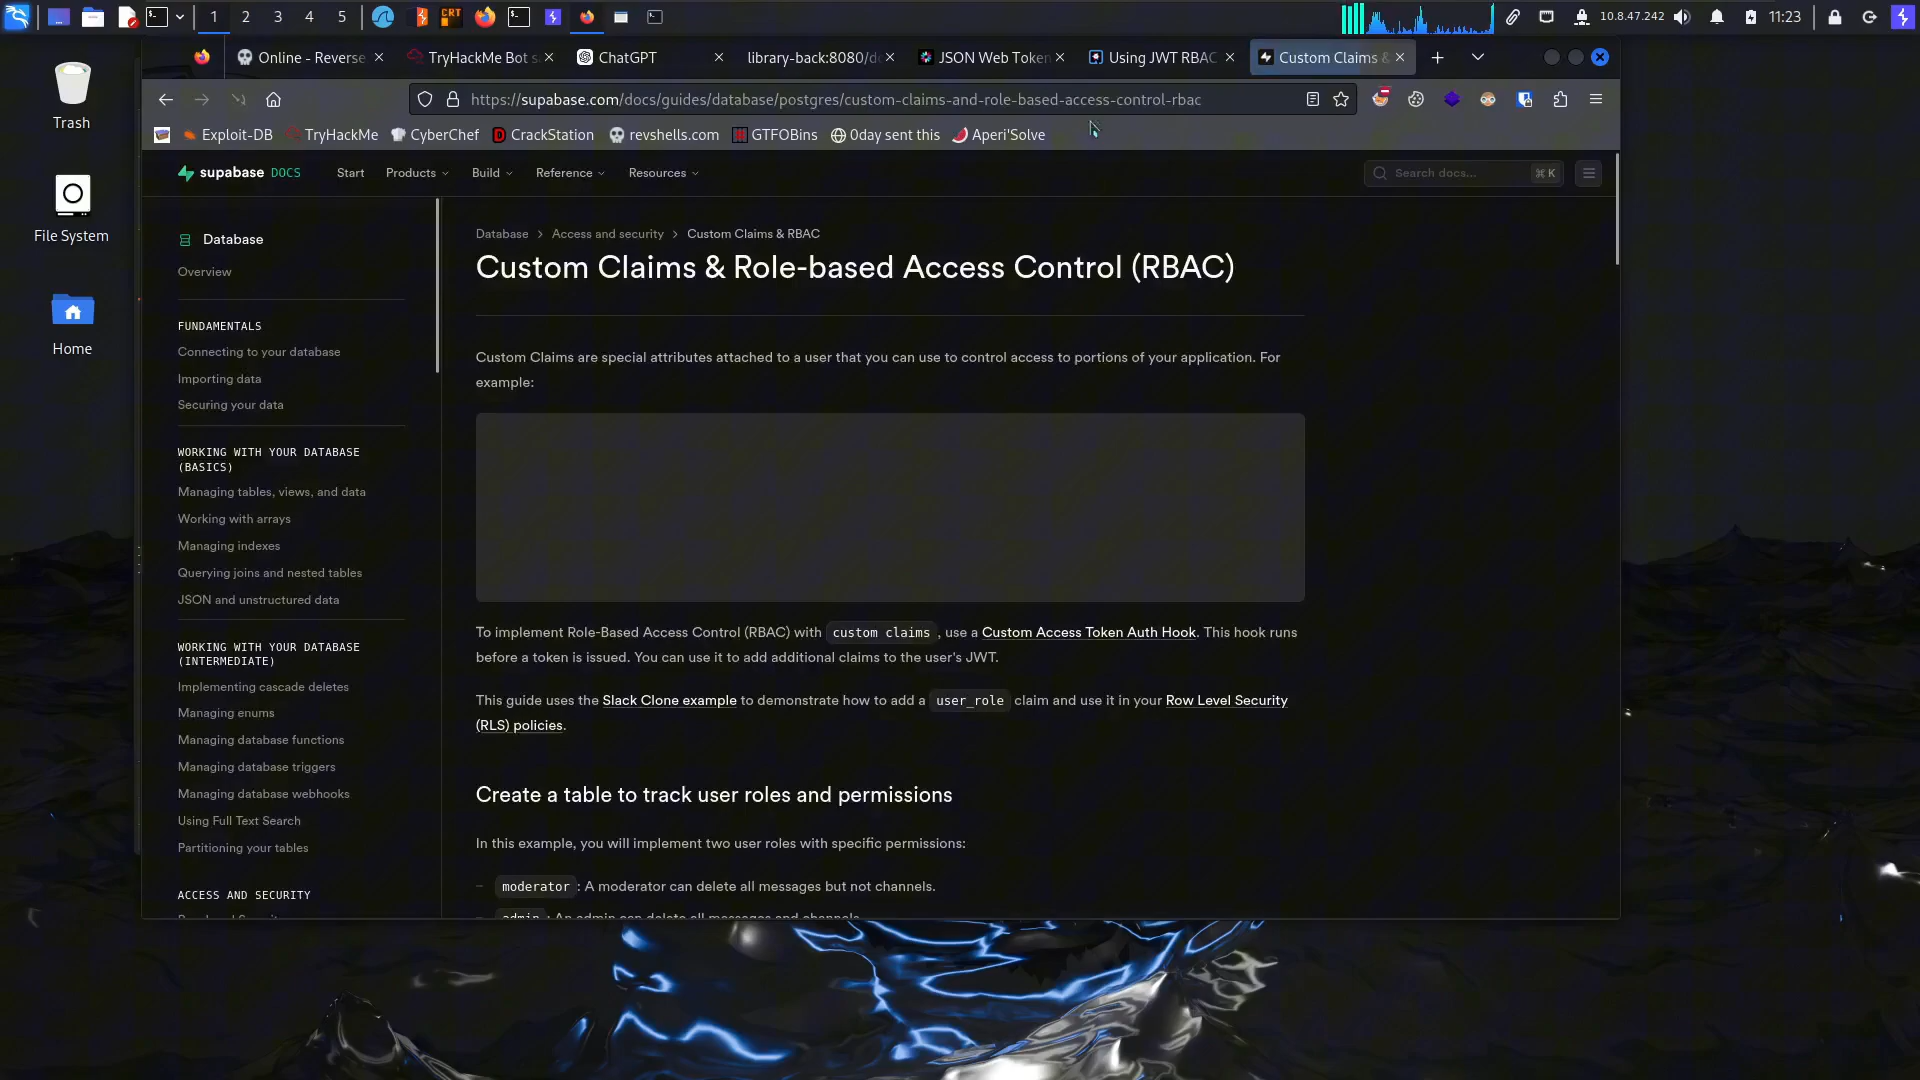 1 2 3 4 5
CRT
10.8.47.242
11:23
Trash
File System
Home
Online - Reverse
TryHackMe Bot s
ChatGPT
library-back:8080/do
JSON Web Token
Using JWT RBAC
Custom Claims &
https://supabase.com/docs/guides/database/postgres/custom-claims-and-role-based-access-control-rbac
Exploit-DB
TryHackMe
CyberChef
CrackStation
revshells.com
GTFOBins
0day sent this
Aperi'Solve
supabase DOCS
Start
Products
Build
Reference
Resources
Search docs...
⌘K
Database
Overview
FUNDAMENTALS
Connecting to your database
Importing data
Securing your data
WORKING WITH YOUR DATABASE
(BASICS)
Managing tables, views, and data
Working with arrays
Managing indexes
Querying joins and nested tables
JSON and unstructured data
WORKING WITH YOUR DATABASE
(INTERMEDIATE)
Implementing cascade deletes
Managing enums
Managing database functions
Managing database triggers
Managing database webhooks
Using Full Text Search
Partitioning your tables
ACCESS AND SECURITY
Database > Access and security > Custom Claims & RBAC
Custom Claims & Role-based Access Control (RBAC)
Custom Claims are special attributes attached to a user that you can use to control access to portions of your application. For
example:
To implement Role-Based Access Control (RBAC) with custom claims, use a Custom Access Token Auth Hook. This hook runs
before a token is issued. You can use it to add additional claims to the user's JWT.
This guide uses the Slack Clone example to demonstrate how to add a user_role claim and use it in your Row Level Security
(RLS) policies.
Create a table to track user roles and permissions
In this example, you will implement two user roles with specific permissions:
– moderator: A moderator can delete all messages but not channels.
– admin: An admin can delete all messages and channels.